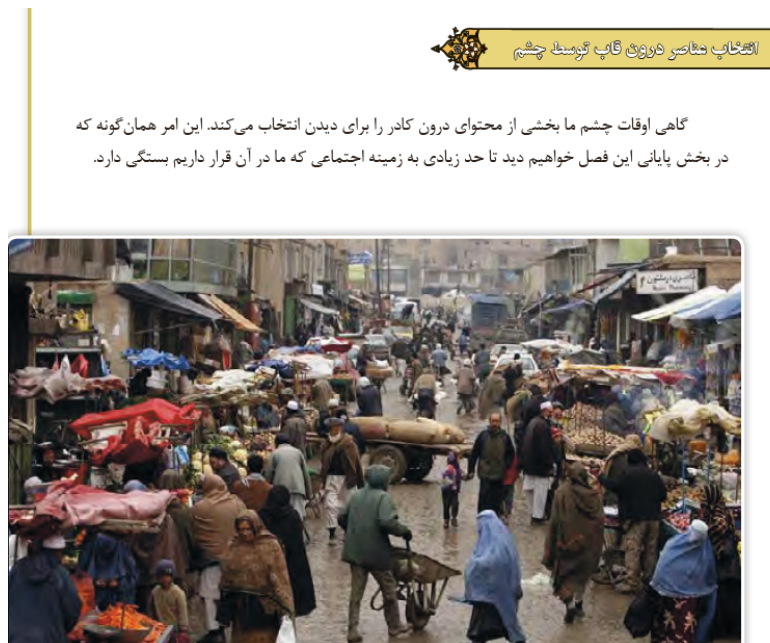 انتخاب عناصر درون قاب توسط چشم
گاهی اوقات چشم ما بخشی از محتوای درون کادر را برای دیدن انتخاب می‌کند. این امر همان‌گونه که
در بخش پایانی این فصل خواهیم دید تا حد زیادی به زمینه اجتماعی که ما در آن قرار داریم بستگی دارد.